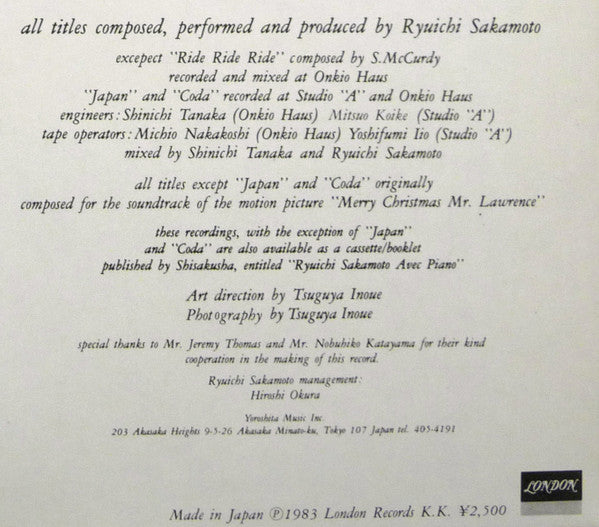 all titles composed, performed and produced by Ryuichi Sakamoto
excepect "Ride Ride Ride" composed by S.McCurdy
recorded and mixed at Onkio Haus
"Japan" and "Coda" recorded at Studio "A" and Onkio Haus
engineers: Shinichi Tanaka (Onkio Haus) Mitsuo Koike (Studio "A")
tape operators: Michio Nakakoshi (Onkio Haus) Yoshifumi Iio (Studio "A")
mixed by Shinichi Tanaka and Ryuichi Sakamoto
all titles except "Japan" and "Coda" originally
composed for the soundtrack of the motion picture "Merry Christmas Mr. Lawrence"
these recordings, with the exception of "Japan"
and "Coda" are also available as a cassette/booklet
published by Shisakusha, entitled "Ryuichi Sakamoto Avec Piano"
Art direction by Tsuguya Inoue
Photography by Tsuguya Inoue
special thanks to Mr. Jeremy Thomas and Mr. Nobuhiko Katayama for their kind
cooperation in the making of this record.
Ryuichi Sakamoto management:
Hiroshi Okura
Yoroshita Music Inc.
203 Akasaka Heights 9-5-26 Akasaka Minato-ku, Tokyo 107 Japan tel. 405-4191
LONDON
Made in Japan Ⓟ1983 London Records K.K. ¥2,500